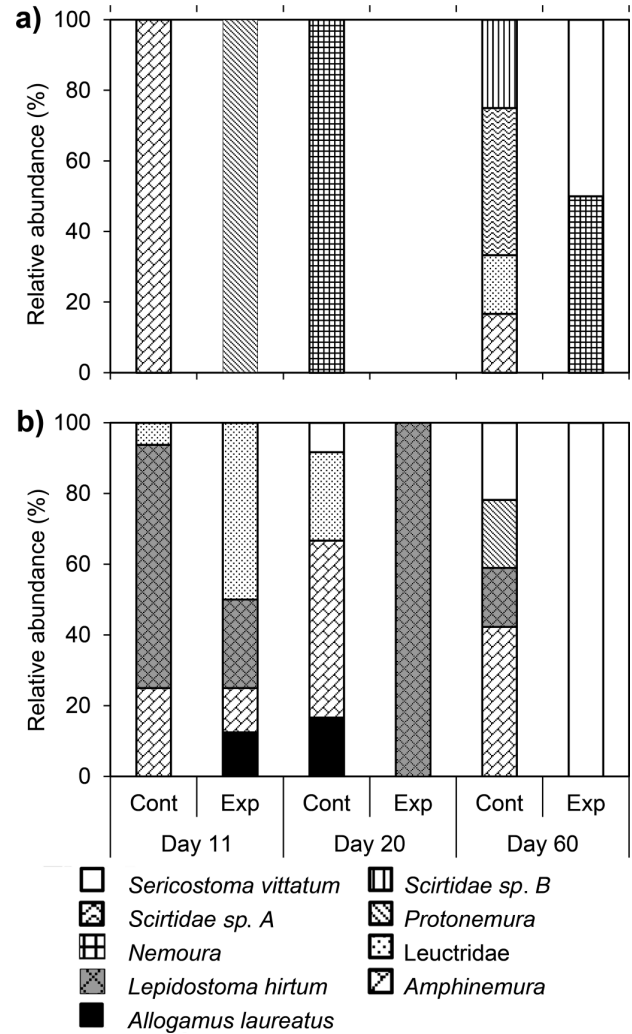 a)
Relative abundance (%)
100
80
60
40
20
0
b)
Relative abundance (%)
100
80
60
40
20
0
Cont Exp Cont Exp Cont Exp
Day 11 Day 20 Day 60
Sericostoma vittatum Scirtidae sp. B
Scirtidae sp. A Protonemura
Nemoura Leuctridae
Lepidostoma hirtum Amphinemura
Allogamus laureatus